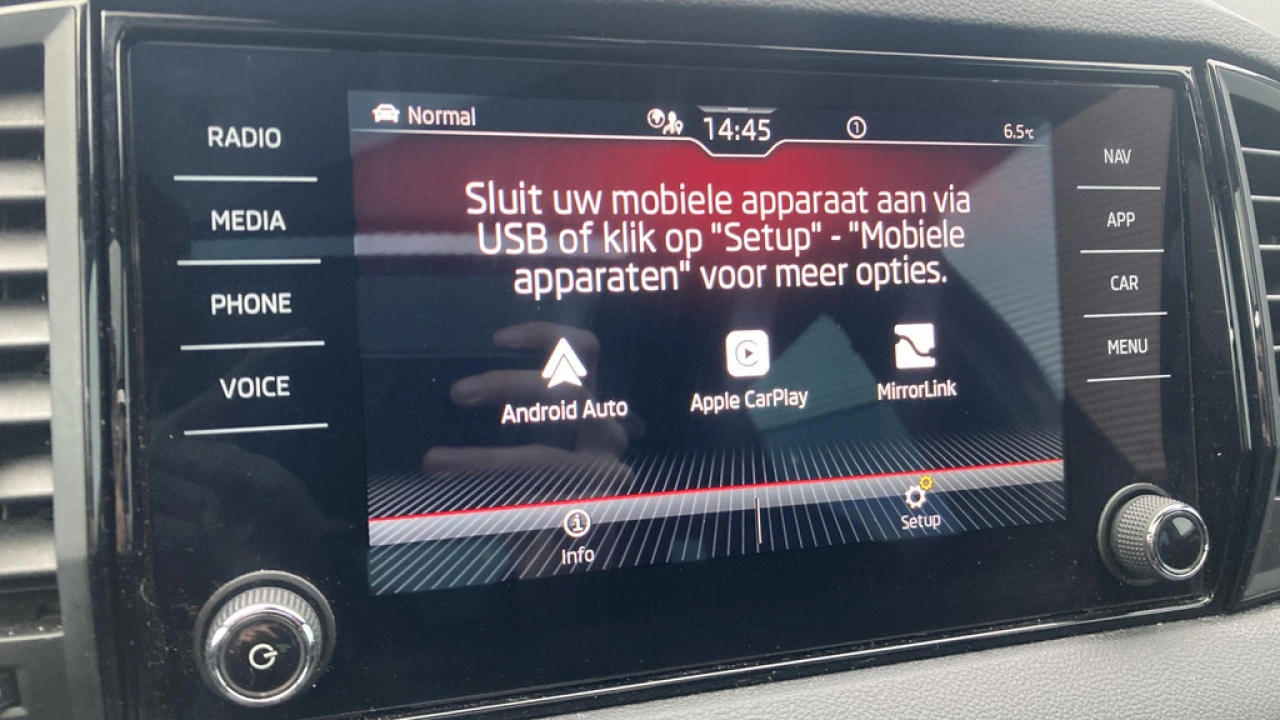 RADIO
MEDIA
PHONE
VOICE
Normal
14:45
1
6.5°C
Sluit uw mobiele apparaat aan via
USB of klik op "Setup" - "Mobiele
apparaten" voor meer opties.
Android Auto
Apple CarPlay
MirrorLink
Info
Setup
NAV
APP
CAR
MENU